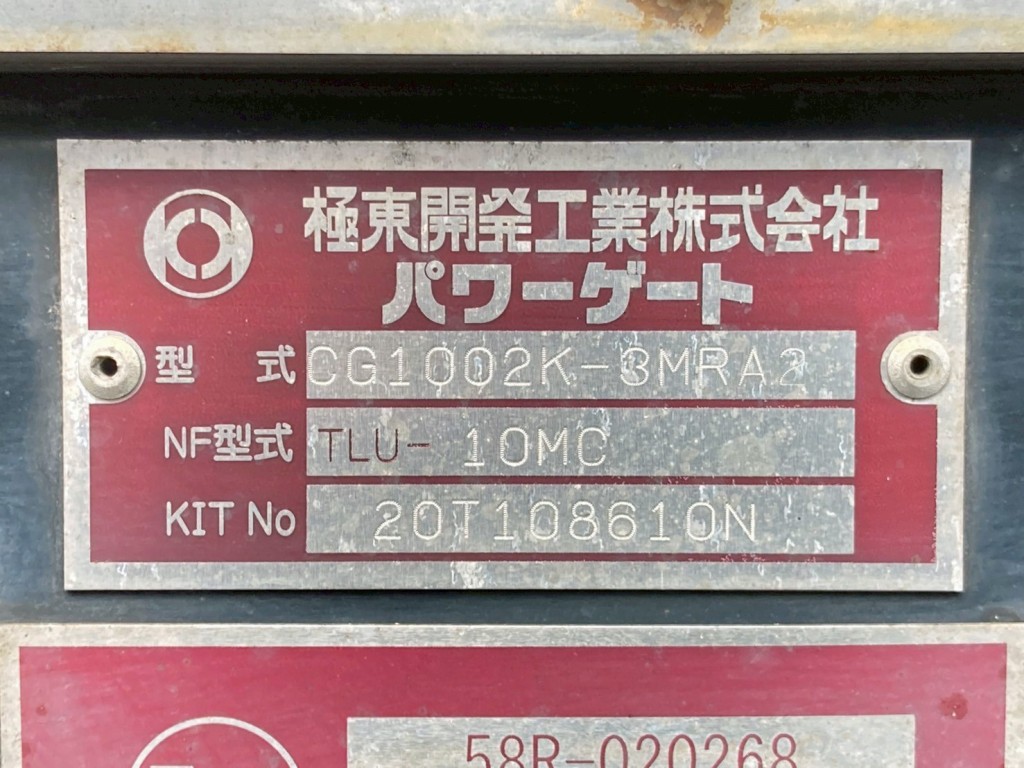 極東開発工業株式会社
パワーゲート
型 式 CG1002K-3MRA2
NF型式 TLU- 10MC
KIT No 20T108610N
58R-020268